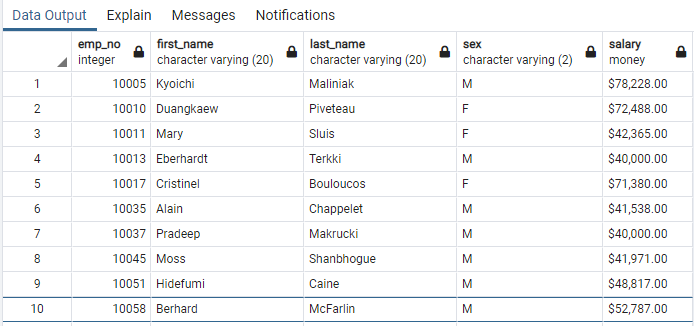 Data Output Explain Messages Notifications
emp_no first_name last_name sex salary
integer character varying (20) character varying (20) character varying (2) money
1 10005 Kyoichi Maliniak M $78,228.00
2 10010 Duangkaew Piveteau F $72,488.00
3 10011 Mary Sluis F $42,365.00
4 10013 Eberhardt Terkki M $40,000.00
5 10017 Cristinel Bouloucos F $71,380.00
6 10035 Alain Chappelet M $41,538.00
7 10037 Pradeep Makrucki M $40,000.00
8 10045 Moss Shanbhogue M $41,971.00
9 10051 Hidefumi Caine M $48,817.00
10 10058 Berhard McFarlin M $52,787.00